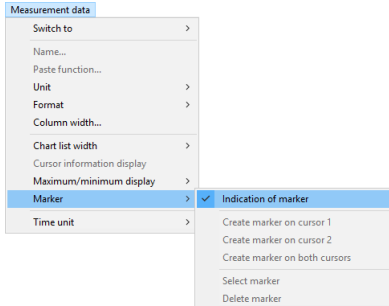 Measurement data
Switch to
Name...
Paste function...
Unit
Format
Column width...
Chart list width
Cursor information display
Maximum/minimum display
Marker
Indication of marker
Time unit
Create marker on cursor 1
Create marker on cursor 2
Create marker on both cursors
Select marker
Delete marker